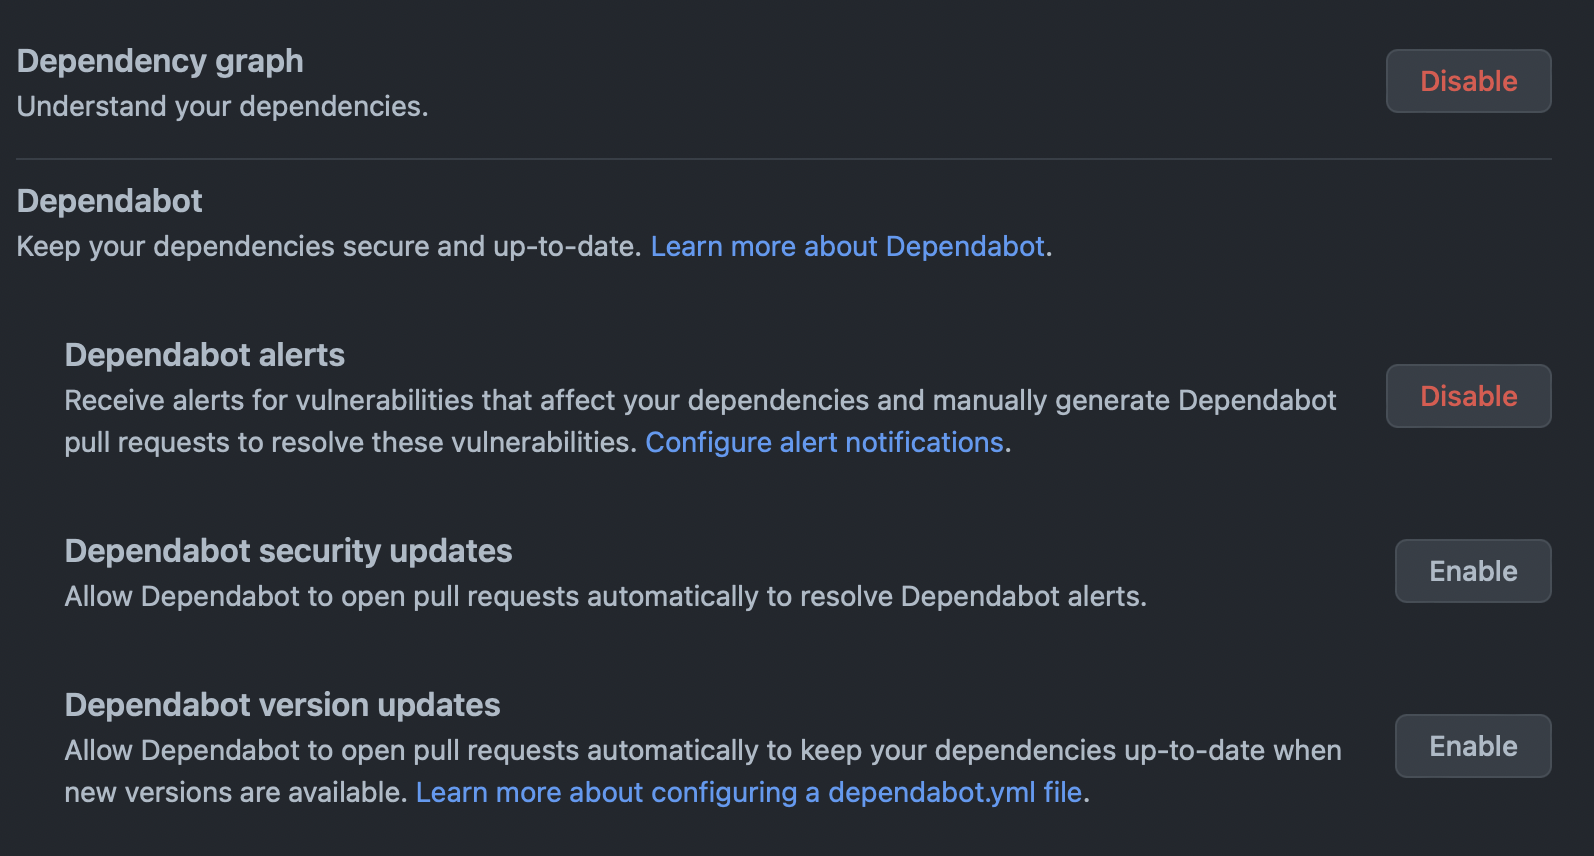 Dependency graph
Understand your dependencies.
Disable
Dependabot
Keep your dependencies secure and up-to-date. Learn more about Dependabot.
Dependabot alerts
Receive alerts for vulnerabilities that affect your dependencies and manually generate Dependabot
pull requests to resolve these vulnerabilities. Configure alert notifications.
Disable
Dependabot security updates
Allow Dependabot to open pull requests automatically to resolve Dependabot alerts.
Enable
Dependabot version updates
Allow Dependabot to open pull requests automatically to keep your dependencies up-to-date when
new versions are available. Learn more about configuring a dependabot.yml file.
Enable